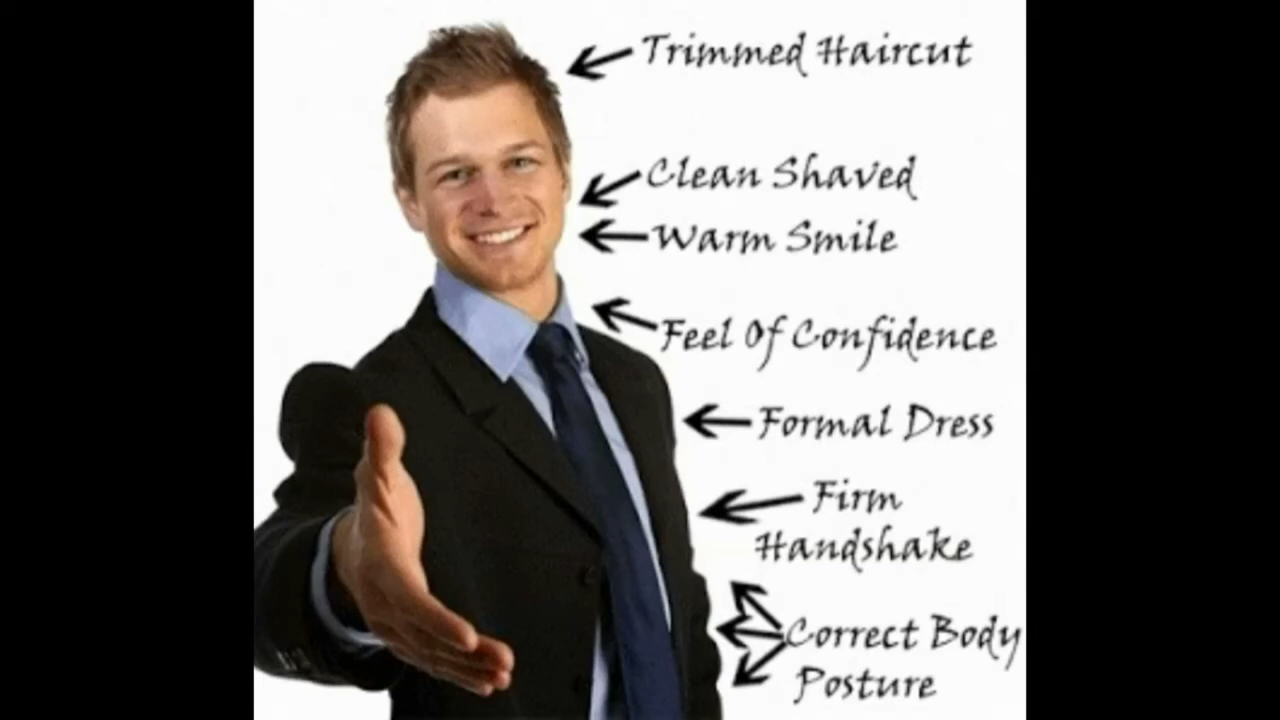 Trimmed Haircut
Clean Shaved
Warm Smile
Feel Of Confidence
Formal Dress
Firm
Handshake
Correct Body
Posture